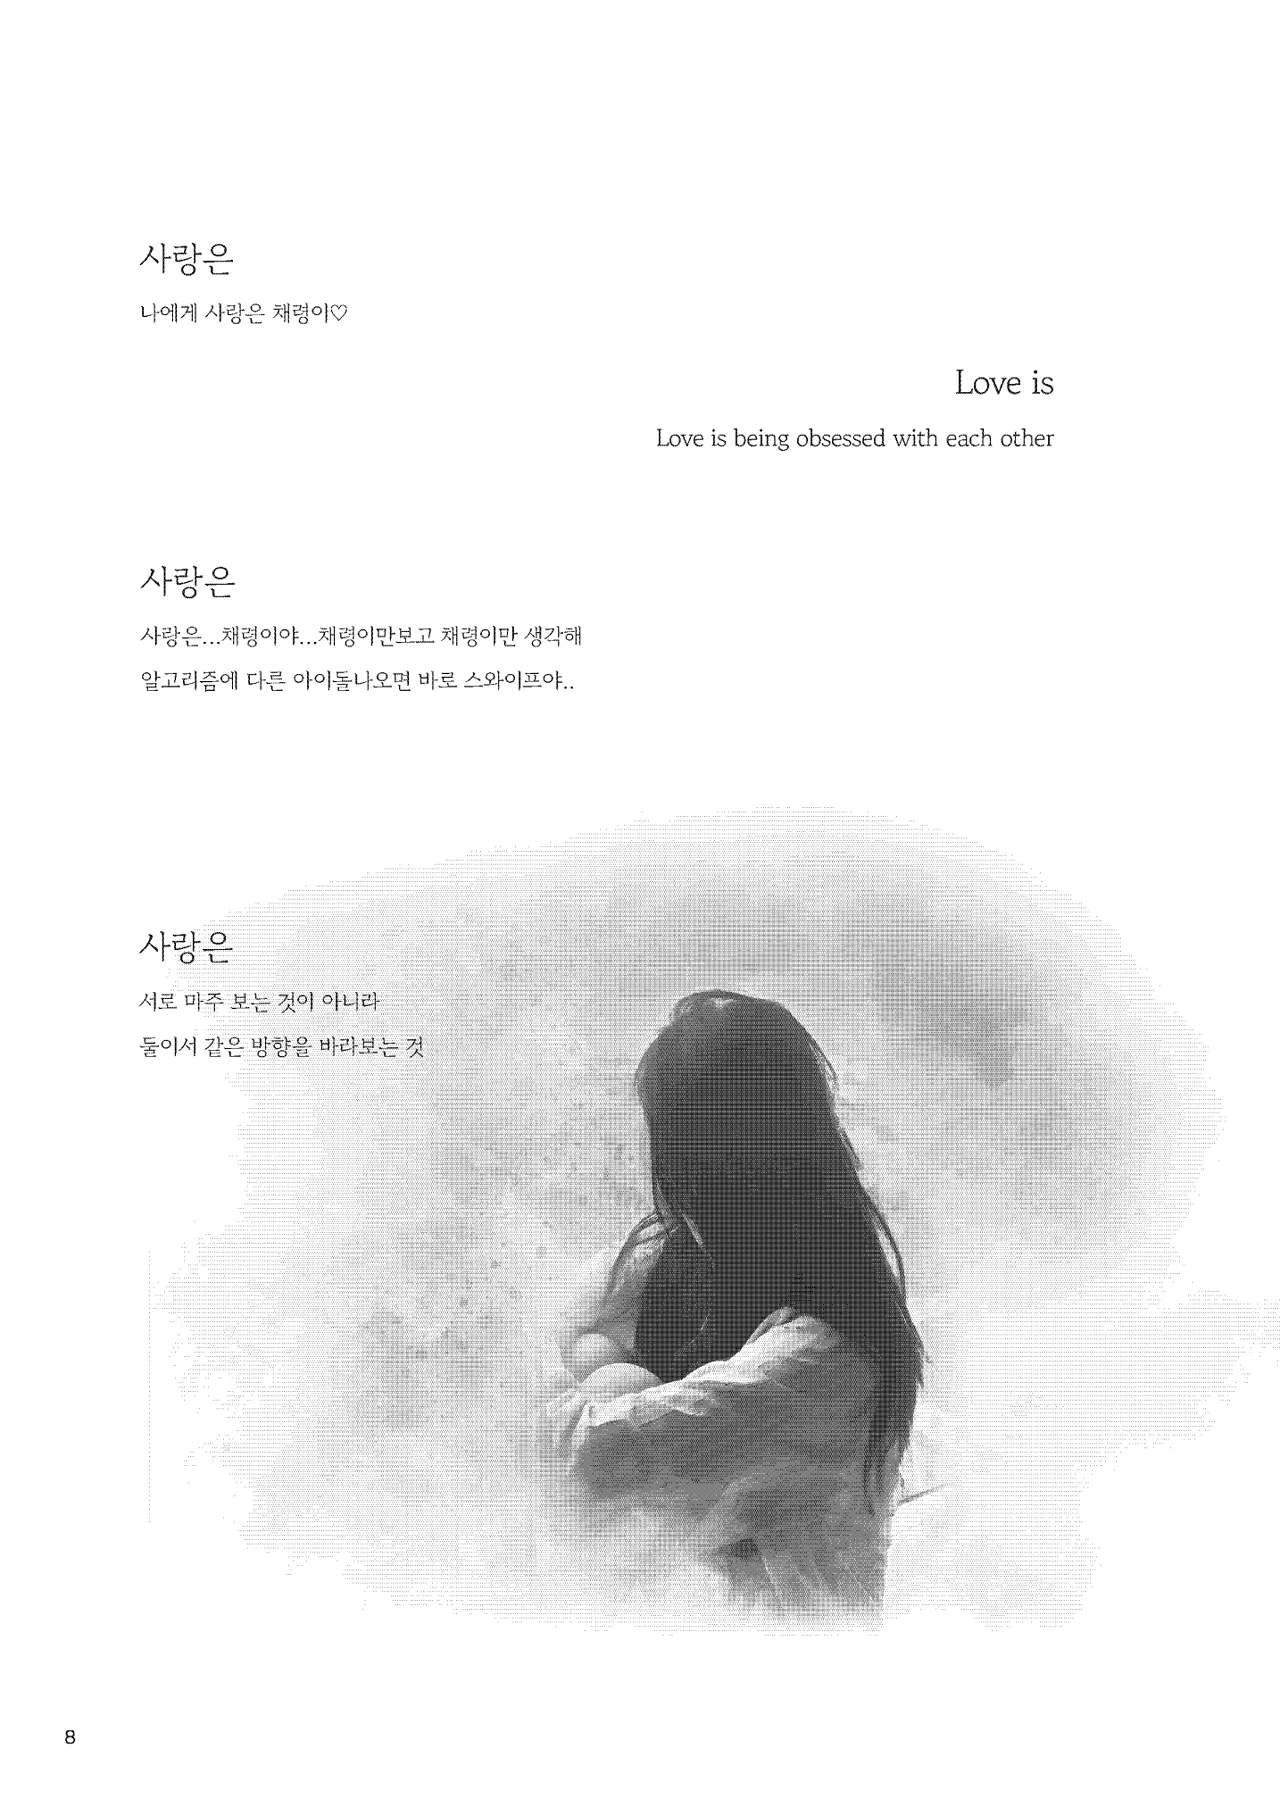 사랑은
나에게 사랑은 채령이♡
Love is
Love is being obsessed with each other
사랑은
사랑은...채령이야...채령이만보고 채령이만 생각해
알고리즘에 다른 아이돌나오면 바로 스와이프야..
사랑은
서로 마주 보는 것이 아니라
둘이서 같은 방향을 바라보는 것
8